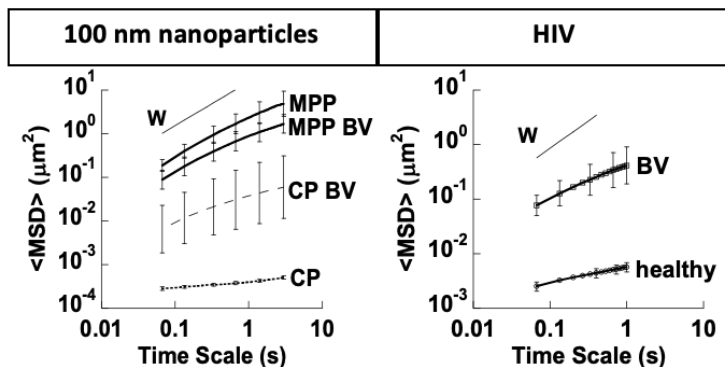 100 nm nanoparticles
HIV
<MSD> (μm²)
10¹
10⁰
10⁻¹
10⁻²
10⁻³
10⁻⁴
W
MPP
MPP BV
CP BV
CP
0.01 0.1 1 10
Time Scale (s)
<MSD> (μm²)
10¹
10⁰
10⁻¹
10⁻²
10⁻³
W
BV
healthy
0.01 0.1 1 10
Time Scale (s)